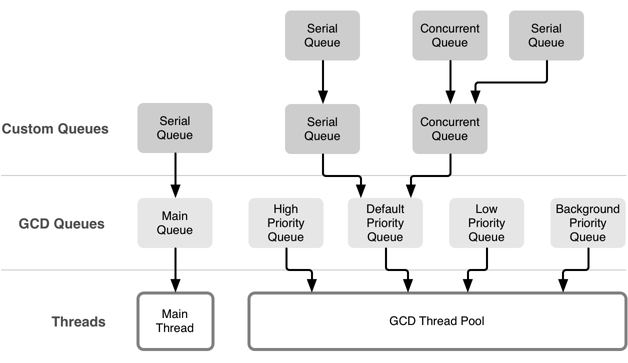 Serial
Queue
Concurrent
Queue
Serial
Queue
Custom Queues
Serial
Queue
Serial
Queue
Concurrent
Queue
GCD Queues
Main
Queue
High
Priority
Queue
Default
Priority
Queue
Low
Priority
Queue
Background
Priority
Queue
Threads
Main
Thread
GCD Thread Pool